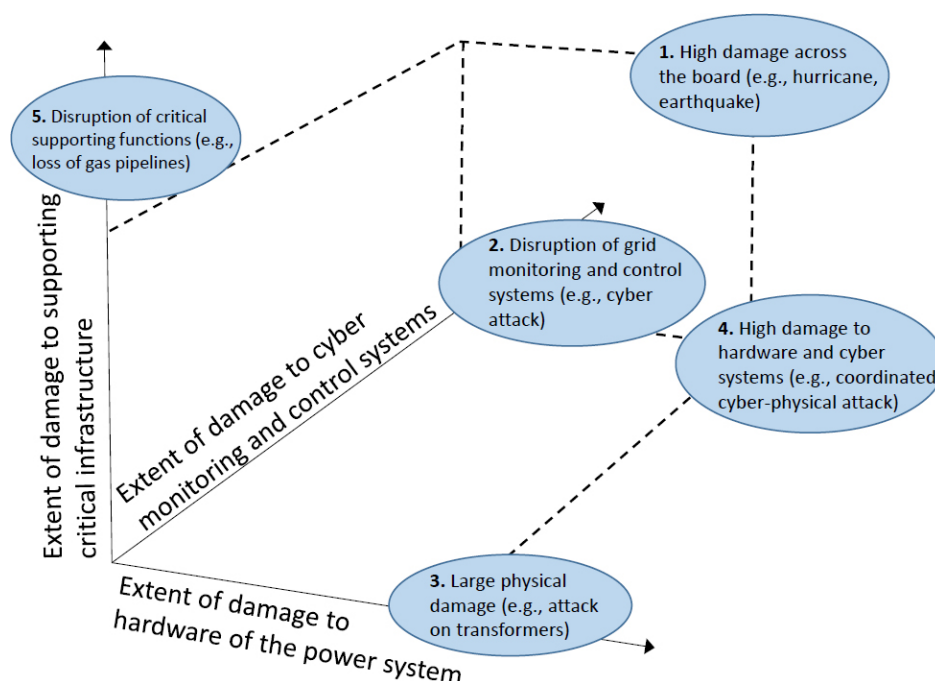 1. High damage across
the board (e.g., hurricane,
earthquake)
5. Disruption of critical
supporting functions (e.g.,
loss of gas pipelines)
2. Disruption of grid
monitoring and control
systems (e.g., cyber
attack)
4. High damage to
hardware and cyber
systems (e.g., coordinated
cyber-physical attack)
3. Large physical
damage (e.g., attack
on transformers)
Extent of damage to supporting
critical infrastructure
Extent of damage to cyber
monitoring and control systems
Extent of damage to
hardware of the power system